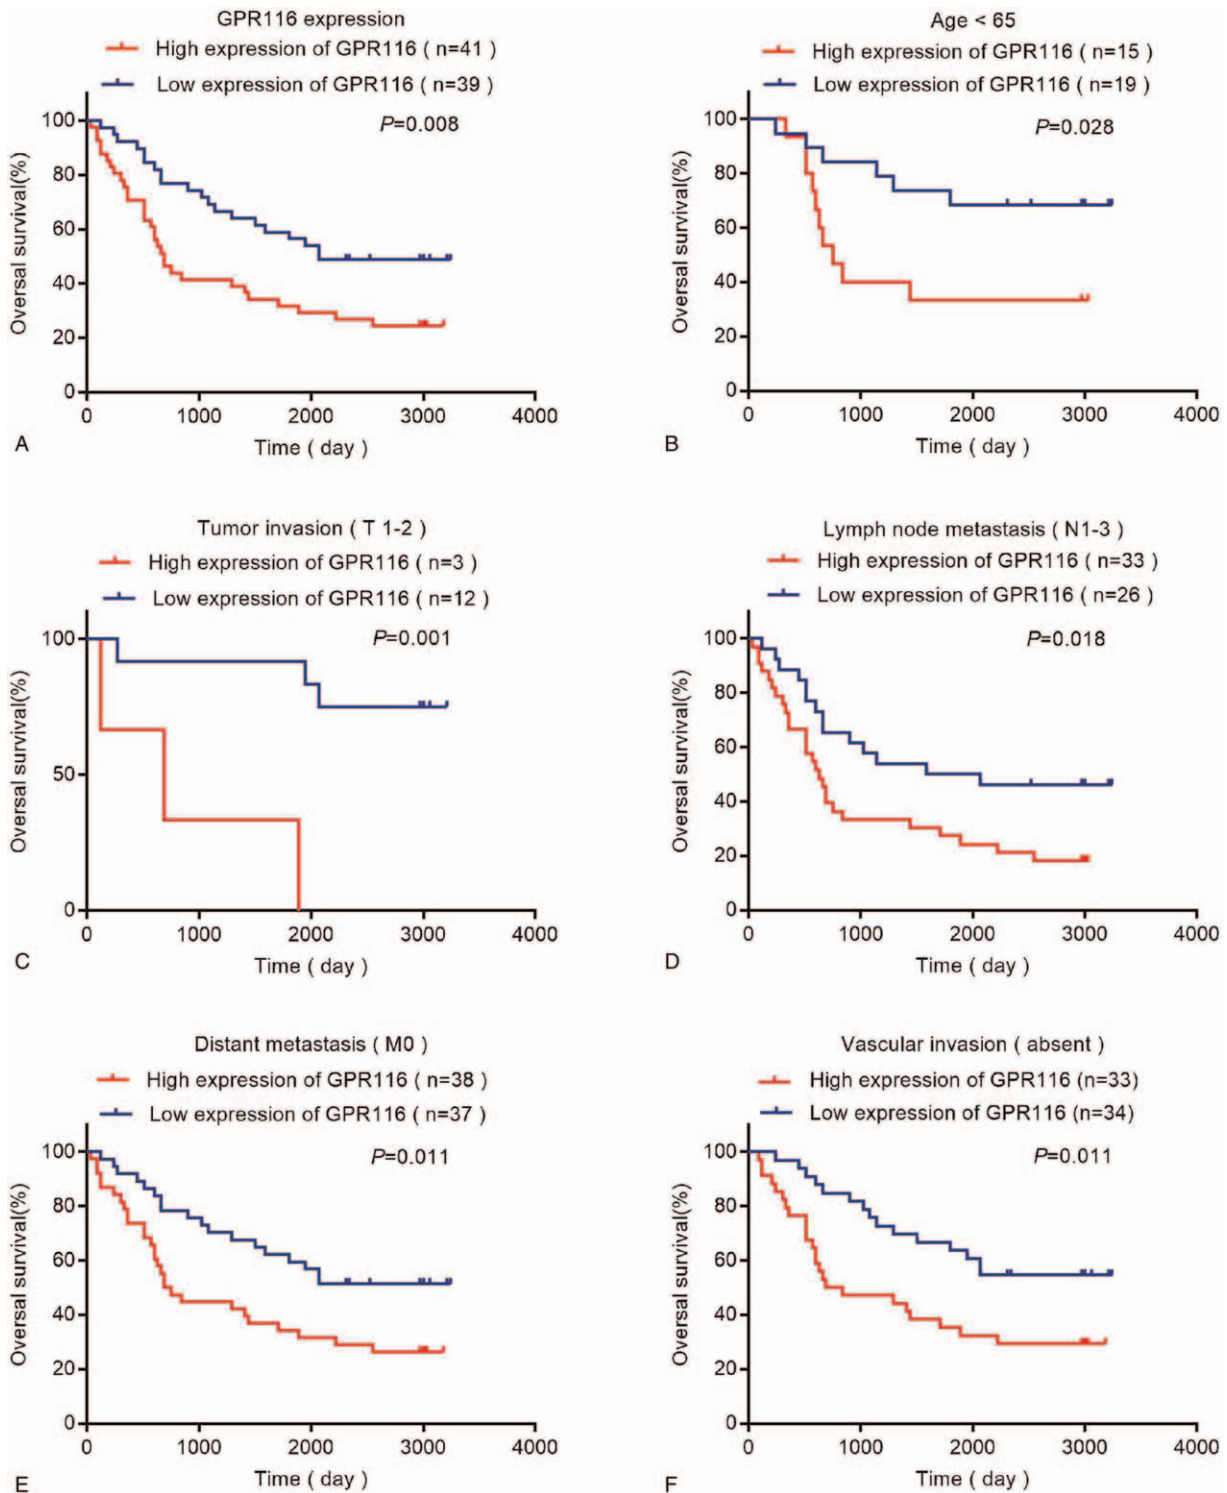 GPR116 expression
High expression of GPR116 ( n=41 )
Low expression of GPR116 ( n=39 )
P=0.008
Oversal survival(%)
100
80
60
40
20
0
0 1000 2000 3000 4000
Time ( day )
A
Age < 65
High expression of GPR116 ( n=15 )
Low expression of GPR116 ( n=19 )
P=0.028
Oversal survival(%)
100
80
60
40
20
0
0 1000 2000 3000 4000
Time ( day )
B
Tumor invasion ( T 1-2 )
High expression of GPR116 ( n=3 )
Low expression of GPR116 ( n=12 )
P=0.001
Oversal survival(%)
100
50
0
0 1000 2000 3000 4000
Time ( day )
C
Lymph node metastasis ( N1-3 )
High expression of GPR116 ( n=33 )
Low expression of GPR116 ( n=26 )
P=0.018
Oversal survival(%)
100
80
60
40
20
0
0 1000 2000 3000 4000
Time ( day )
D
Distant metastasis ( M0 )
High expression of GPR116 ( n=38 )
Low expression of GPR116 ( n=37 )
P=0.011
Oversal survival(%)
100
80
60
40
20
0
0 1000 2000 3000 4000
Time ( day )
E
Vascular invasion ( absent )
High expression of GPR116 (n=33)
Low expression of GPR116 (n=34)
P=0.011
Oversal survival(%)
100
80
60
40
20
0
0 1000 2000 3000 4000
Time ( day )
F